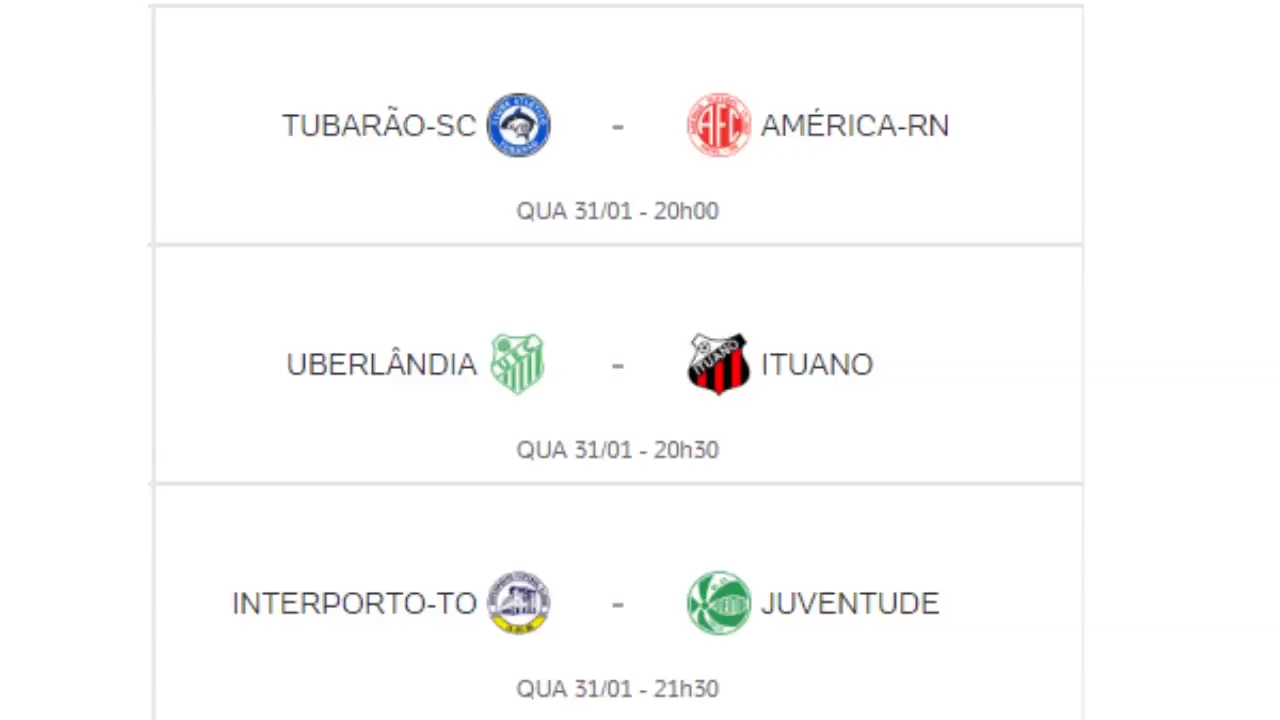 TUBARÃO-SC - AMÉRICA-RN
QUA 31/01 - 20h00
UBERLÂNDIA - ITUANO
QUA 31/01 - 20h30
INTERPORTO-TO - JUVENTUDE
QUA 31/01 - 21h30